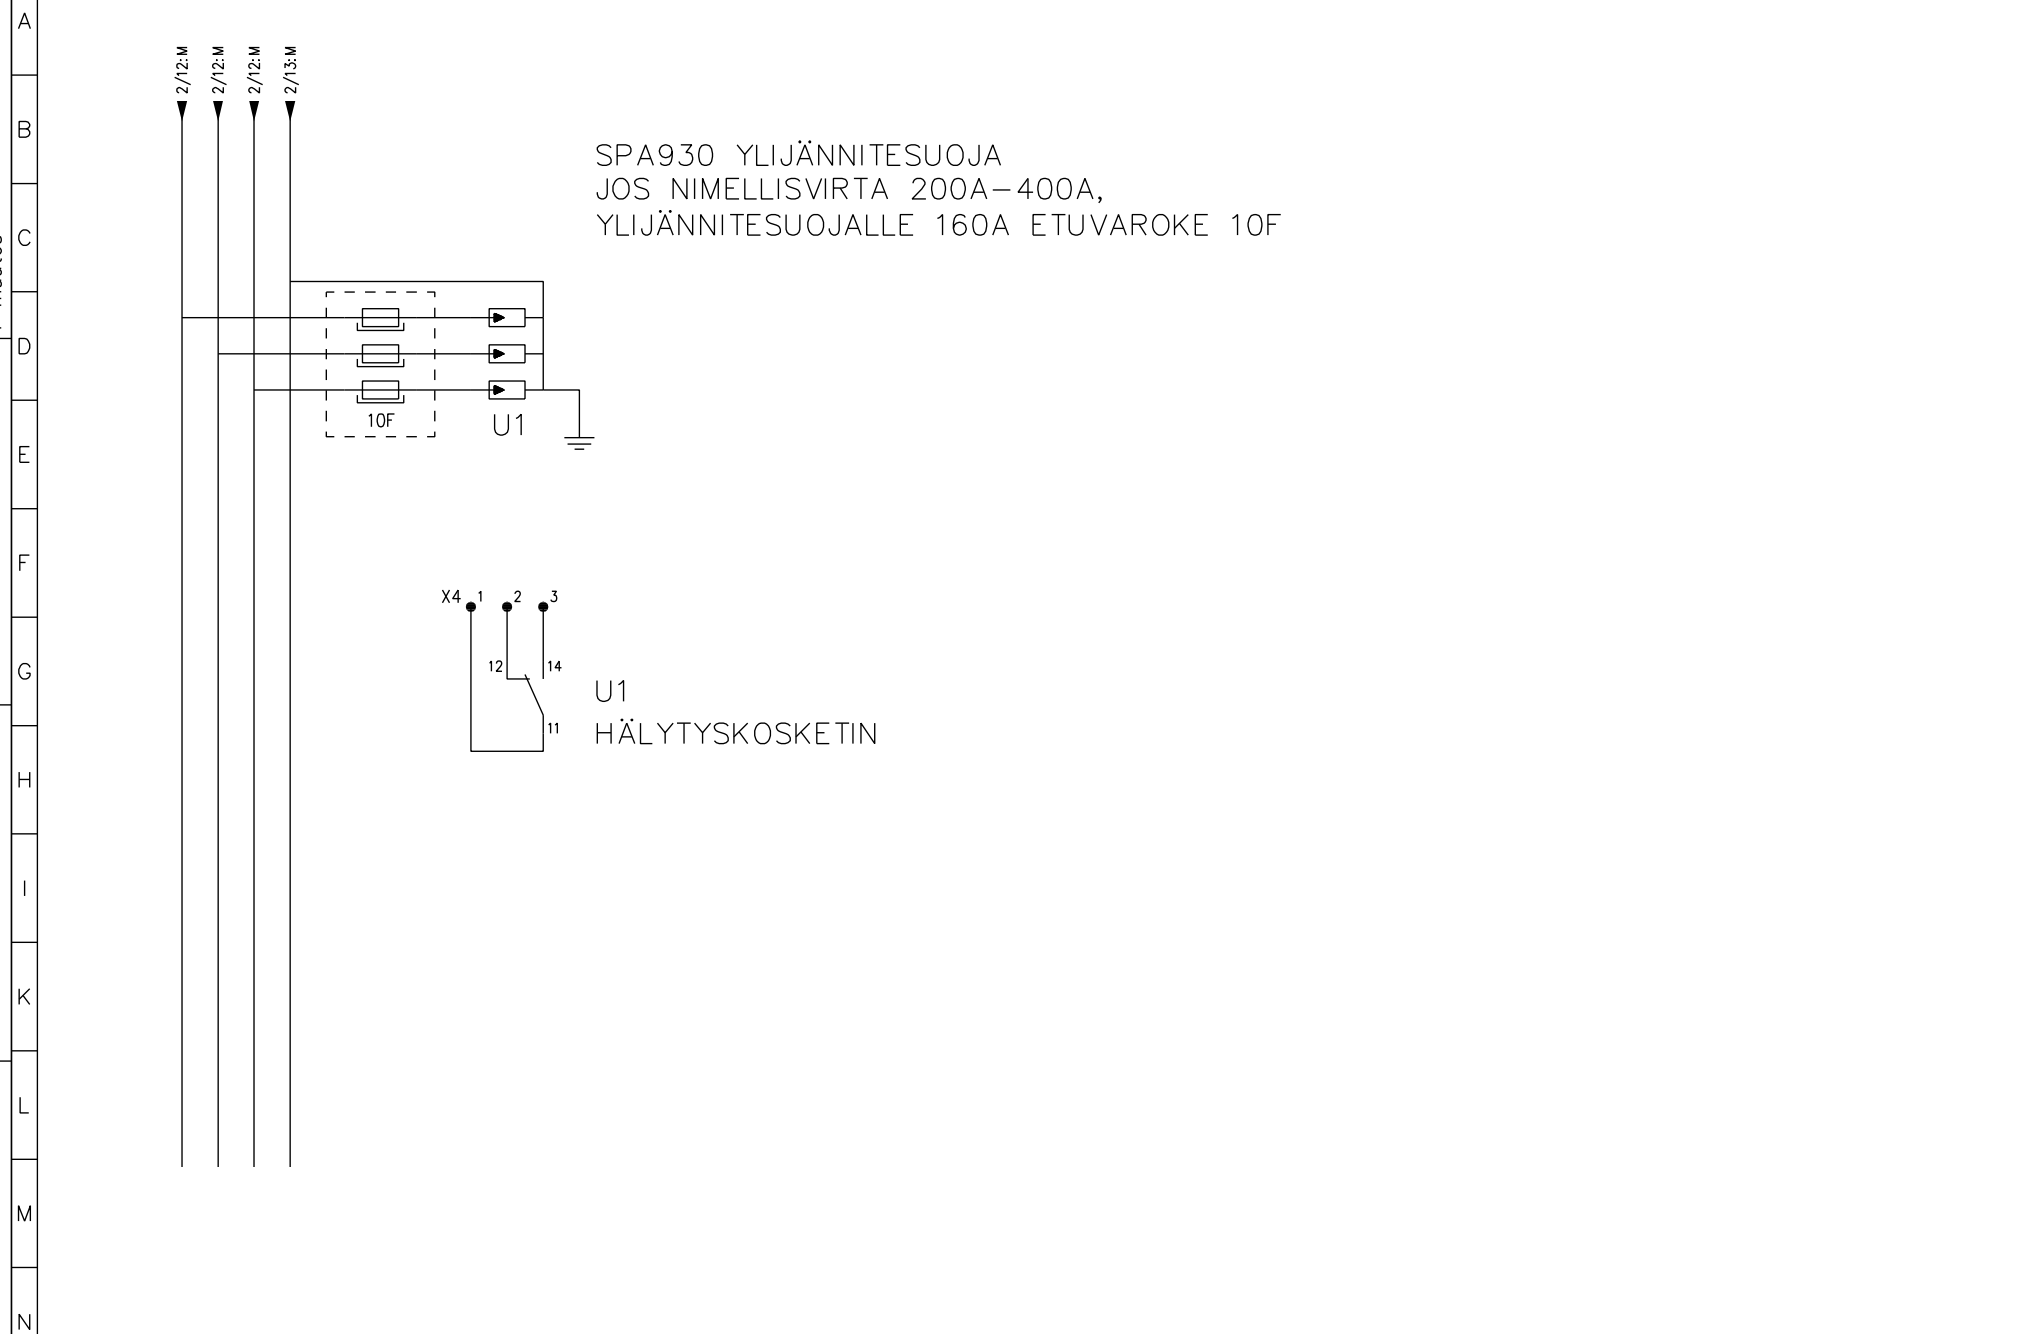 A
B
C
D
E
F
G
H
I
K
L
M
N
2/12:M
2/12:M
2/12:M
2/13:M
SPA930 YLIJÄNNITESUOJA
JOS NIMELLISVIRTA 200A-400A,
YLIJÄNNITESUOJALLE 160A ETUVAROKE 10F
10F
U1
X4 1 2 3
12 14
11
U1
HÄLYTYSKOSKETIN